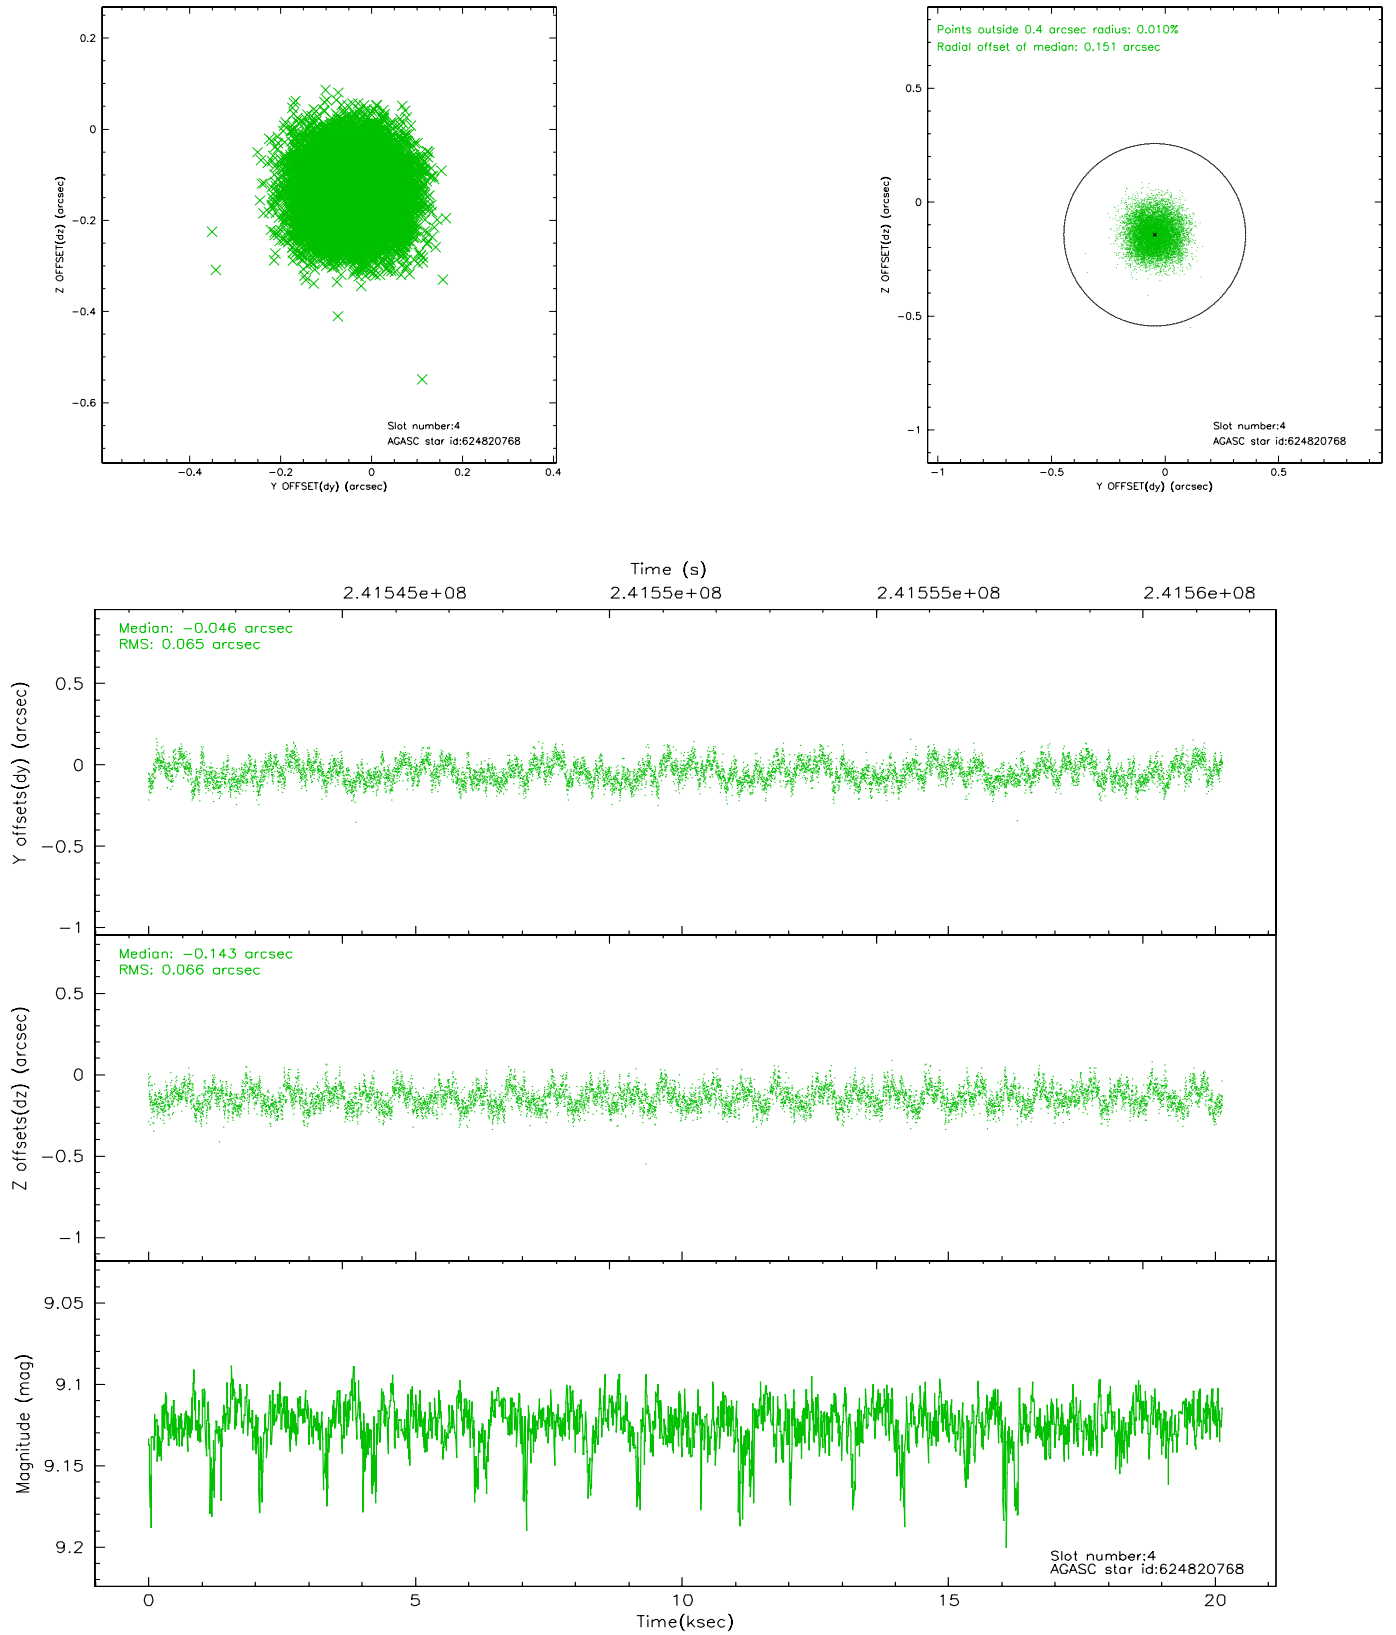 0.2
0
-0.2
-0.4
-0.6
Z OFFSET(dz) (arcsec)
Slot number:4
AGASC star id:624820768
-0.4 -0.2 0 0.2 0.4
Y OFFSET(dy) (arcsec)
Points outside 0.4 arcsec radius: 0.010%
Radial offset of median: 0.151 arcsec
0.5
0
-0.5
-1
Z OFFSET(dz) (arcsec)
Slot number:4
AGASC star id:624820768
-1 -0.5 0 0.5
Y OFFSET(dy) (arcsec)
Time (s)
2.41545e+08 2.4155e+08 2.41555e+08 2.4156e+08
Median: -0.046 arcsec
RMS: 0.065 arcsec
0.5
0
-0.5
-1
Y offsets(dy) (arcsec)
Median: -0.143 arcsec
RMS: 0.066 arcsec
0.5
0
-0.5
-1
Z offsets(dz) (arcsec)
9.05
9.1
9.15
9.2
Magnitude (mag)
Slot number:4
AGASC star id:624820768
0 5 10 15 20
Time(ksec)